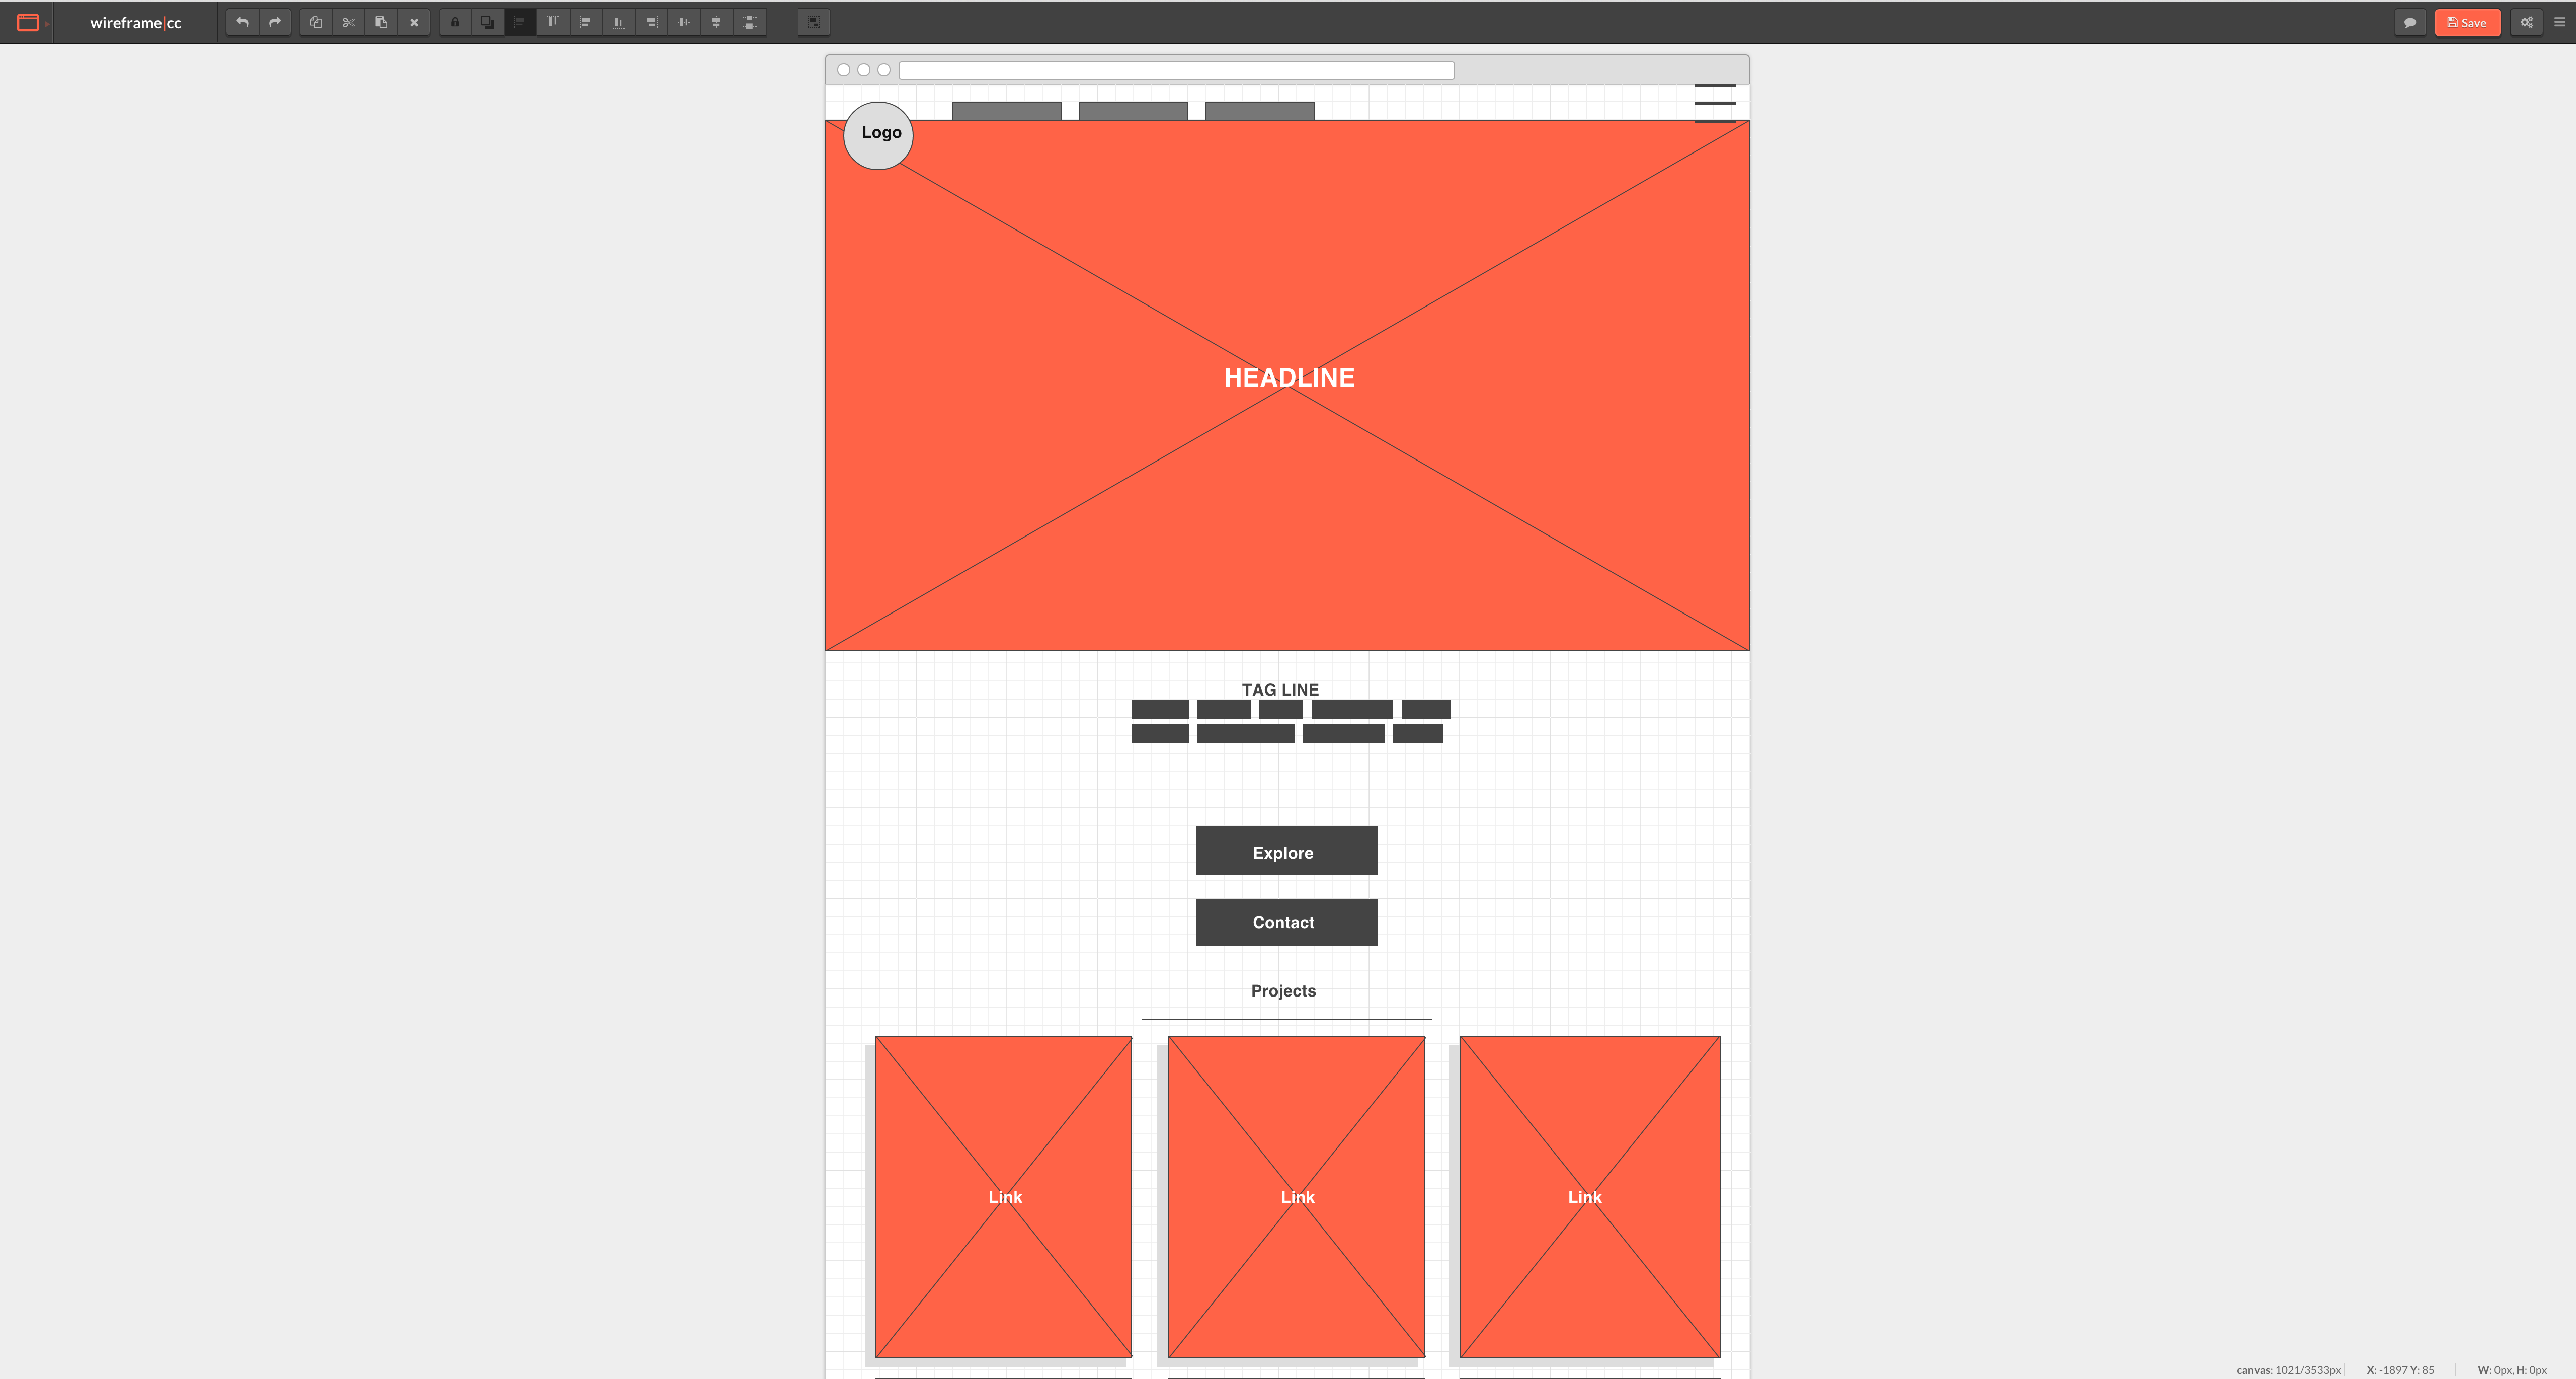 wireframe|cc
Save
Logo
HEADLINE
TAG LINE
Explore
Contact
Projects
Link Link Link
canvas: 1021/3533px X: -1897 Y: 85 W: 0px, H: 0px